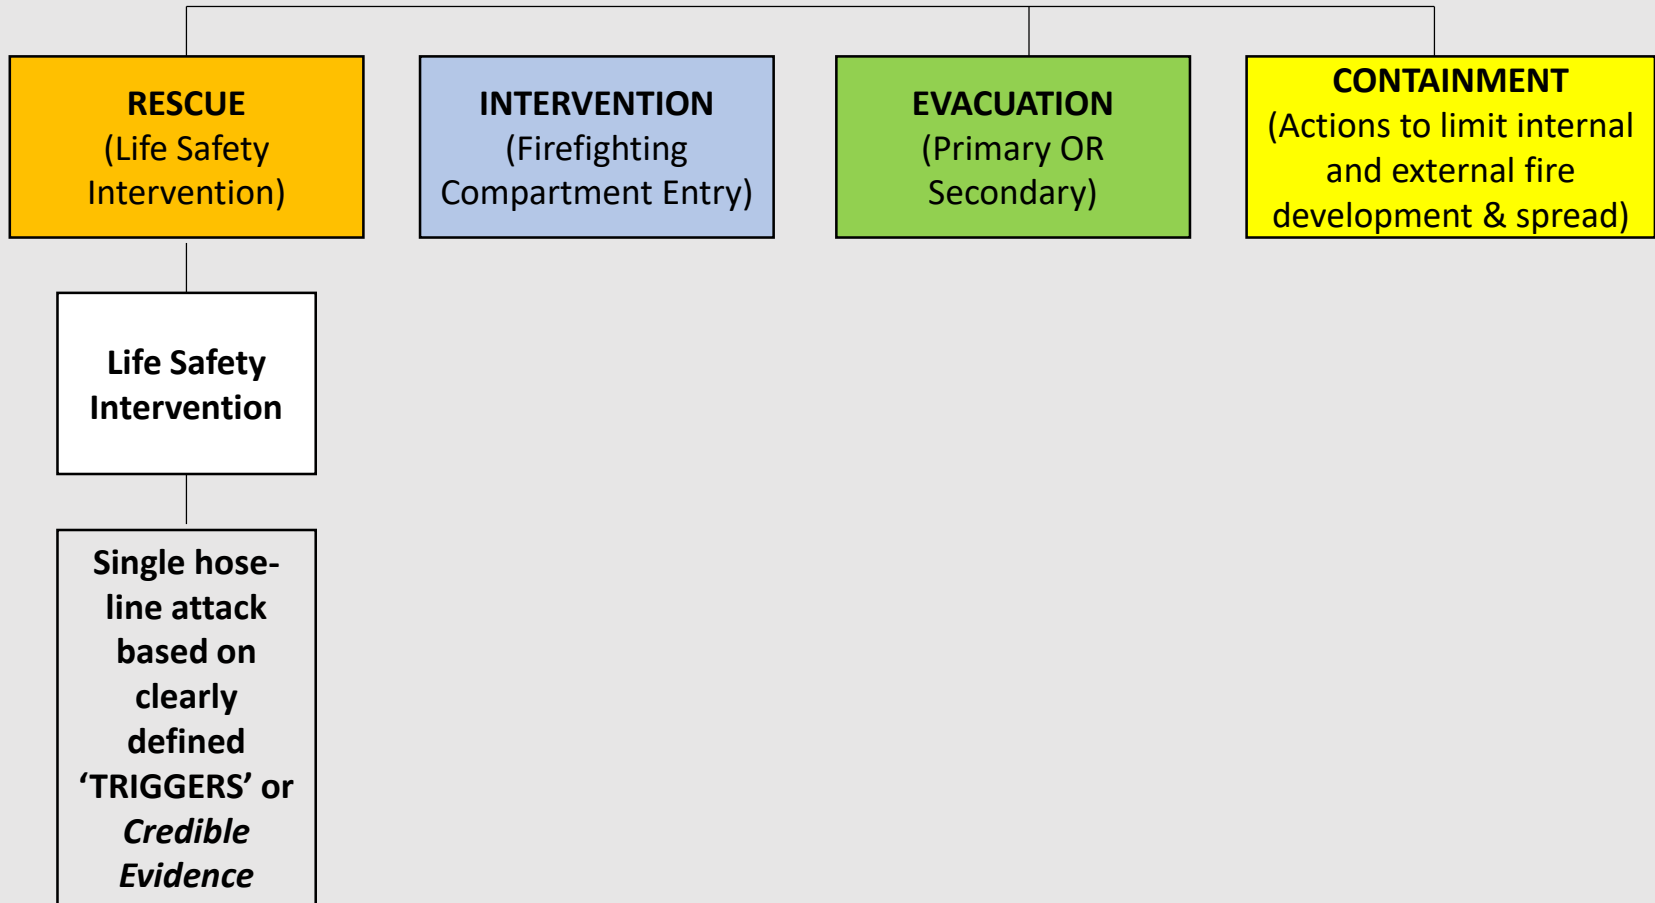 RESCUE
(Life Safety
Intervention)
INTERVENTION
(Firefighting
Compartment Entry)
EVACUATION
(Primary OR
Secondary)
CONTAINMENT
(Actions to limit internal
and external fire
development & spread)
Life Safety
Intervention
Single hose-
line attack
based on
clearly
defined
‘TRIGGERS’ or
Credible
Evidence